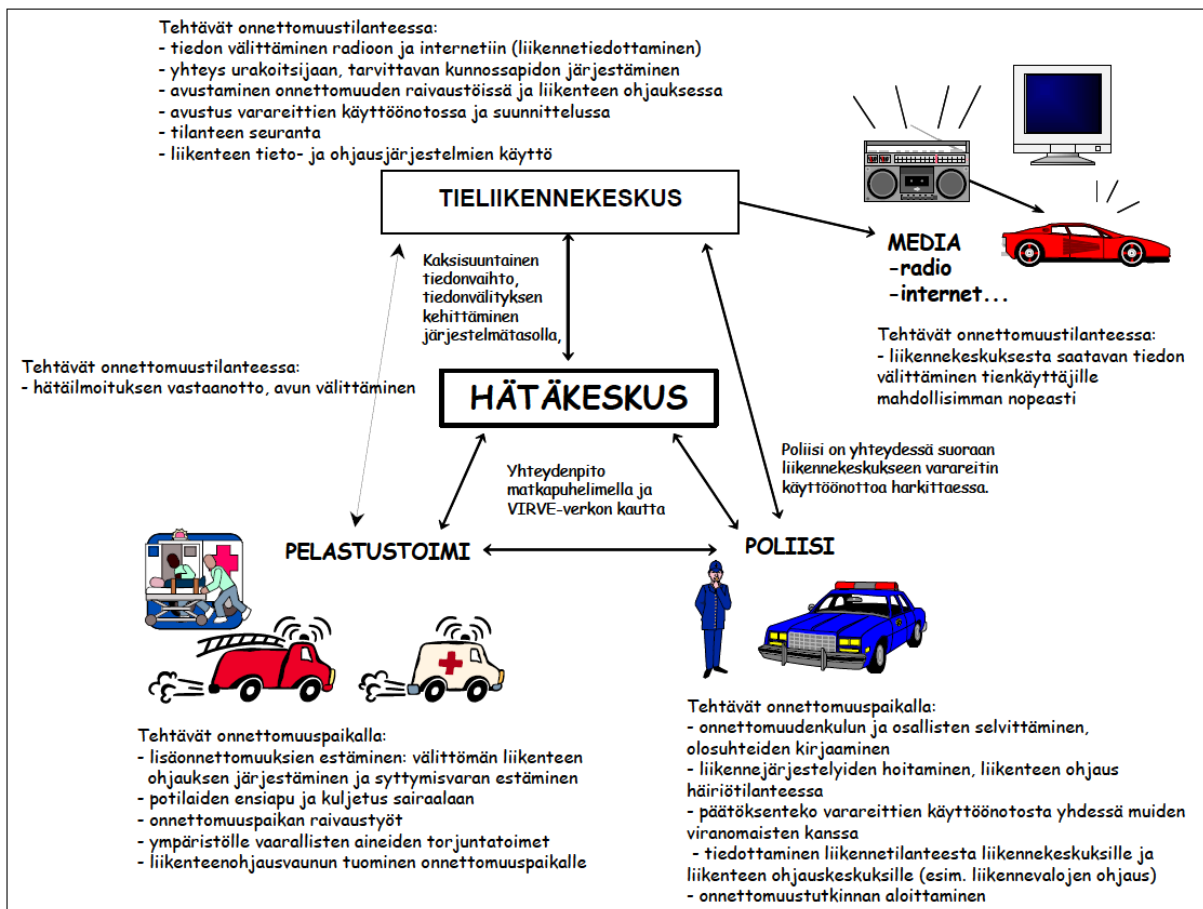 Tehtävät onnettomuustilanteessa:
- tiedon välittäminen radioon ja internetiin (liikennetiedottaminen)
- yhteys urakoitsijaan, tarvittavan kunnossapidon järjestäminen
- avustaminen onnettomuuden raivaustöissä ja liikenteen ohjauksessa
- avustus varareittien käyttöönotossa ja suunnittelussa
- tilanteen seuranta
- liikenteen tieto- ja ohjausjärjestelmien käyttö
TIELIIKENNEKESKUS
MEDIA
-radio
-internet...
Kaksisuuntainen
tiedonvaihto,
tiedonvälityksen
kehittäminen
järjestelmätasolla,
Tehtävät onnettomuustilanteessa:
- liikennekeskuksesta saatavan tiedon
välittäminen tienkäyttäjille
mahdollisimman nopeasti
Tehtävät onnettomuustilanteessa:
- hätäilmoituksen vastaanotto, avun välittäminen
HÄTÄKESKUS
Poliisi on yhteydessä suoraan
liikennekeskukseen varareitin
käyttöönottoa harkittaessa.
Yhteydenpito
matkapuhelimella ja
VIRVE-verkon kautta
PELASTUSTOIMI
POLIISI
Tehtävät onnettomuuspaikalla:
- lisäonnettomuuksien estäminen: välittömän liikenteen
ohjauksen järjestäminen ja syttymisvaran estäminen
- potilaiden ensiapu ja kuljetus sairaalaan
- onnettomuuspaikan raivaustyöt
- ympäristölle vaarallisten aineiden torjuntatoimet
- liikenteenohjausvaunun tuominen onnettomuuspaikalle
Tehtävät onnettomuuspaikalla:
- onnettomuudenkulun ja osallisten selvittäminen,
olosuhteiden kirjaaminen
- liikennejärjestelyiden hoitaminen, liikenteen ohjaus
häiriötilanteessa
- päätöksenteko varareittien käyttöönotosta yhdessä muiden
viranomaisten kanssa
- tiedottaminen liikennetilanteesta liikennekeskuksille ja
liikenteen ohjauskeskuksille (esim. liikennevalojen ohjaus)
- onnettomuustutkinnan aloittaminen